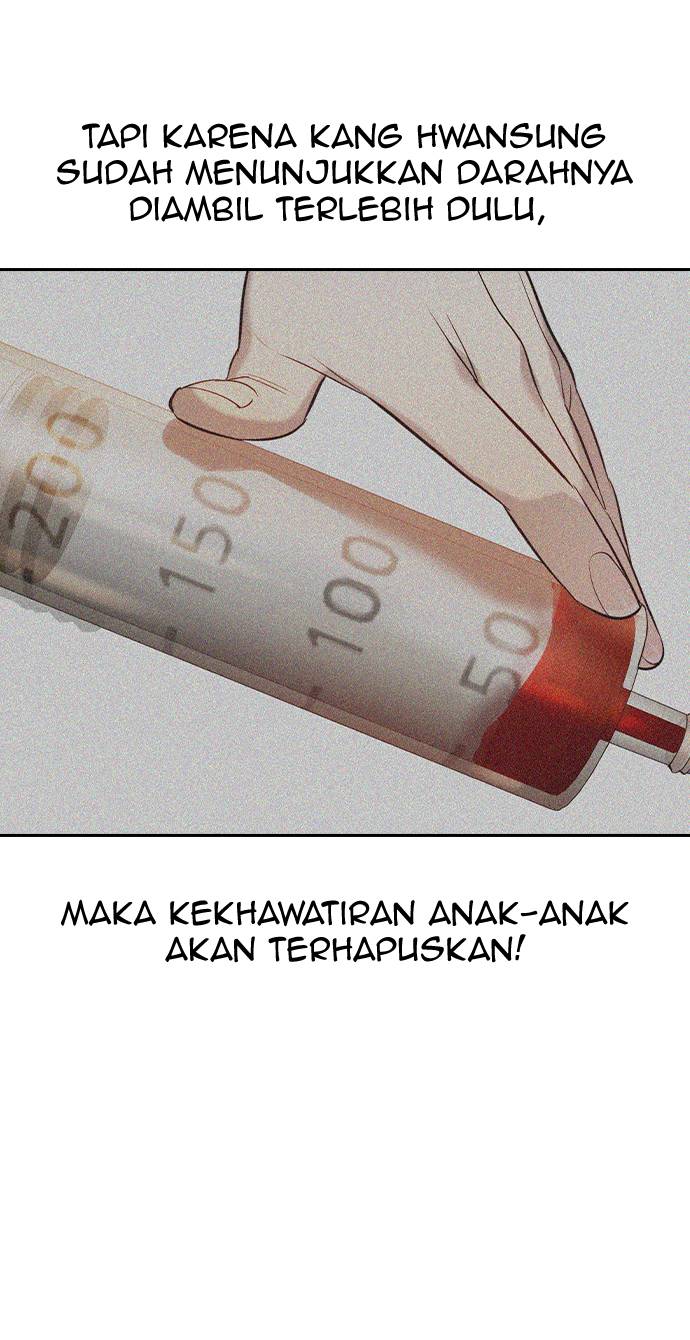 TAPI KARENA KANG HWANSUNG
SUDAH MENUNJUKKAN DARAHNYA
DIAMBIL TERLEBIH DULU,
200
150
100
50
MAKA KEKHAWATIRAN ANAK-ANAK
AKAN TERHAPUSKAN!